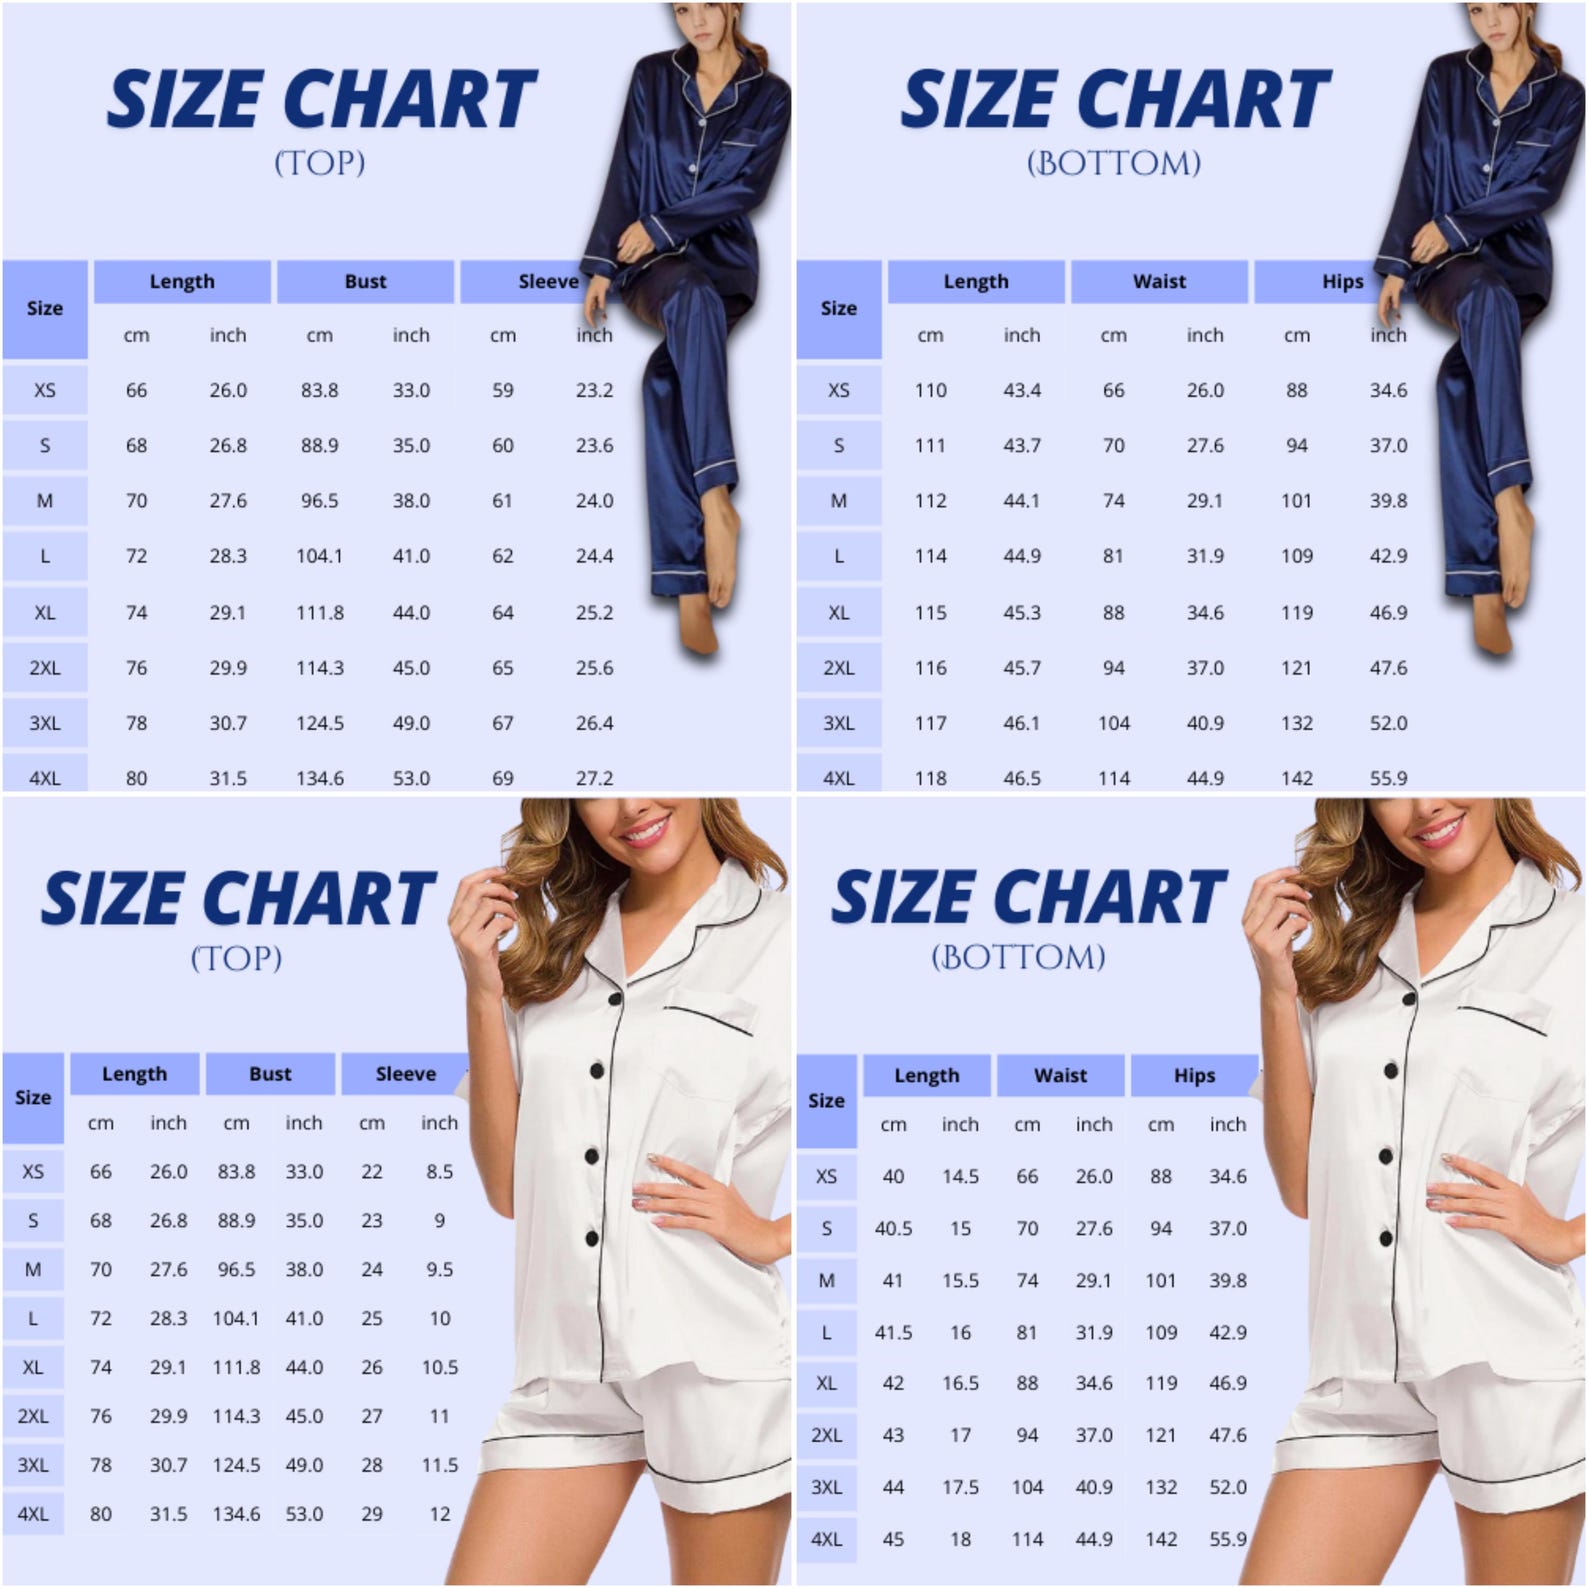 SIZE CHART
(TOP)
Size Length Bust Sleeve
cm inch cm inch cm inch
XS 66 26.0 83.8 33.0 59 23.2
S 68 26.8 88.9 35.0 60 23.6
M 70 27.6 96.5 38.0 61 24.0
L 72 28.3 104.1 41.0 62 24.4
XL 74 29.1 111.8 44.0 64 25.2
2XL 76 29.9 114.3 45.0 65 25.6
3XL 78 30.7 124.5 49.0 67 26.4
4XL 80 31.5 134.6 53.0 69 27.2
SIZE CHART
(BOTTOM)
Size Length Waist Hips
cm inch cm inch cm inch
XS 110 43.4 66 26.0 88 34.6
S 111 43.7 70 27.6 94 37.0
M 112 44.1 74 29.1 101 39.8
L 114 44.9 81 31.9 109 42.9
XL 115 45.3 88 34.6 119 46.9
2XL 116 45.7 94 37.0 121 47.6
3XL 117 46.1 104 40.9 132 52.0
4XL 118 46.5 114 44.9 142 55.9
SIZE CHART
(TOP)
Size Length Bust Sleeve
cm inch cm inch cm inch
XS 66 26.0 83.8 33.0 22 8.5
S 68 26.8 88.9 35.0 23 9
M 70 27.6 96.5 38.0 24 9.5
L 72 28.3 104.1 41.0 25 10
XL 74 29.1 111.8 44.0 26 10.5
2XL 76 29.9 114.3 45.0 27 11
3XL 78 30.7 124.5 49.0 28 11.5
4XL 80 31.5 134.6 53.0 29 12
SIZE CHART
(BOTTOM)
Size Length Waist Hips
cm inch cm inch cm inch
XS 40 14.5 66 26.0 88 34.6
S 40.5 15 70 27.6 94 37.0
M 41 15.5 74 29.1 101 39.8
L 41.5 16 81 31.9 109 42.9
XL 42 16.5 88 34.6 119 46.9
2XL 43 17 94 37.0 121 47.6
3XL 44 17.5 104 40.9 132 52.0
4XL 45 18 114 44.9 142 55.9